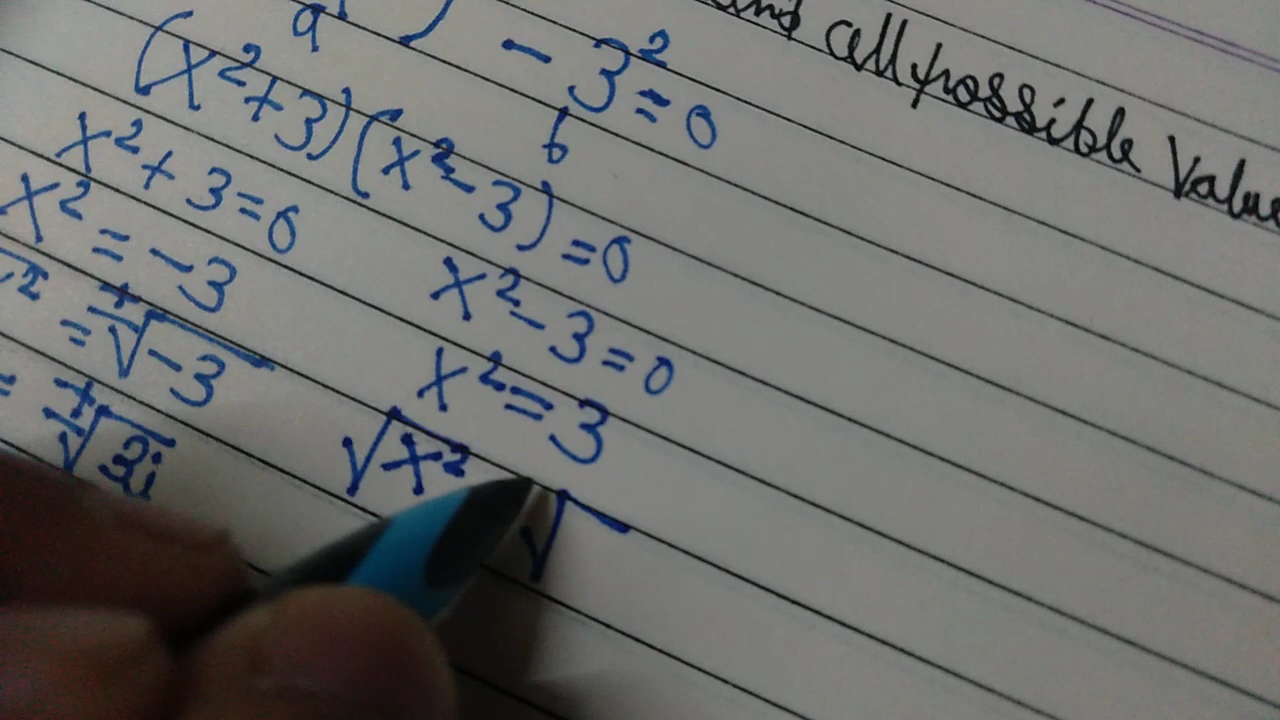 and all possible Value
a b
- 3² = 0
(x²+3)(x²-3) = 0
x² + 3 = 0
x² = -3
= ±√-3
= ±√3i
x² - 3 = 0
x² = 3
√x² √